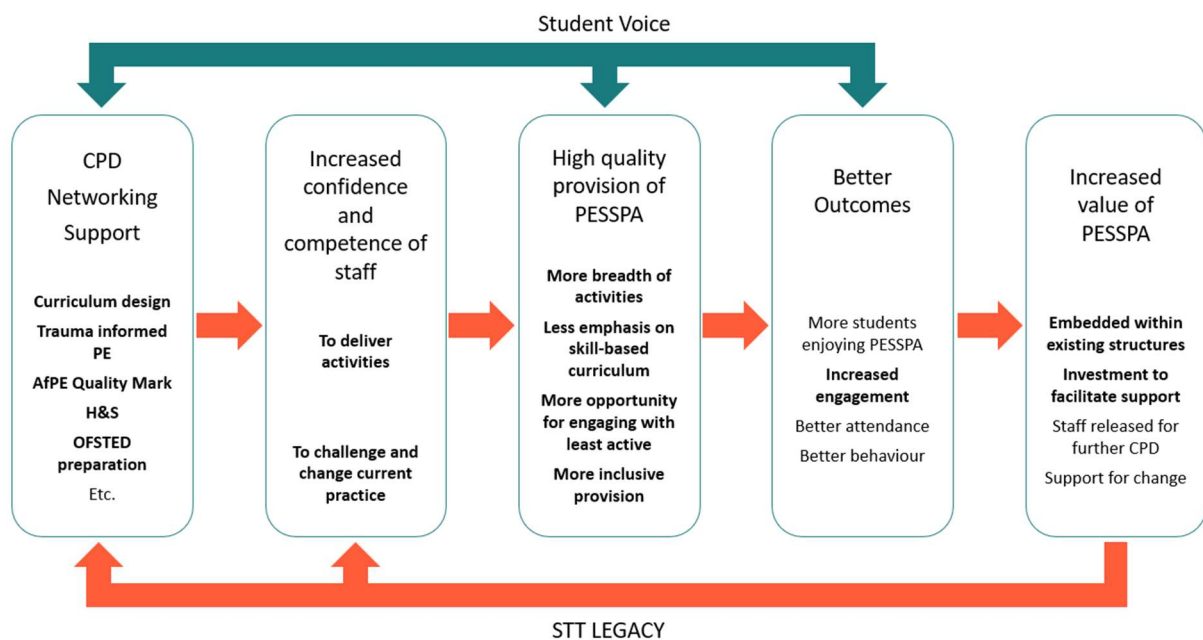 Student Voice
CPD
Networking
Support
Curriculum design
Trauma informed
PE
AfPE Quality Mark
H&S
OFSTED
preparation
Etc.
Increased
confidence
and
competence of
staff
To deliver
activities
To challenge and
change current
practice
High quality
provision of
PESSPA
More breadth of
activities
Less emphasis on
skill-based
curriculum
More opportunity
for engaging with
least active
More inclusive
provision
Better
Outcomes
More students
enjoying PESSPA
Increased
engagement
Better attendance
Better behaviour
Increased
value of
PESSPA
Embedded within
existing structures
Investment to
facilitate support
Staff released for
further CPD
Support for change
STT LEGACY